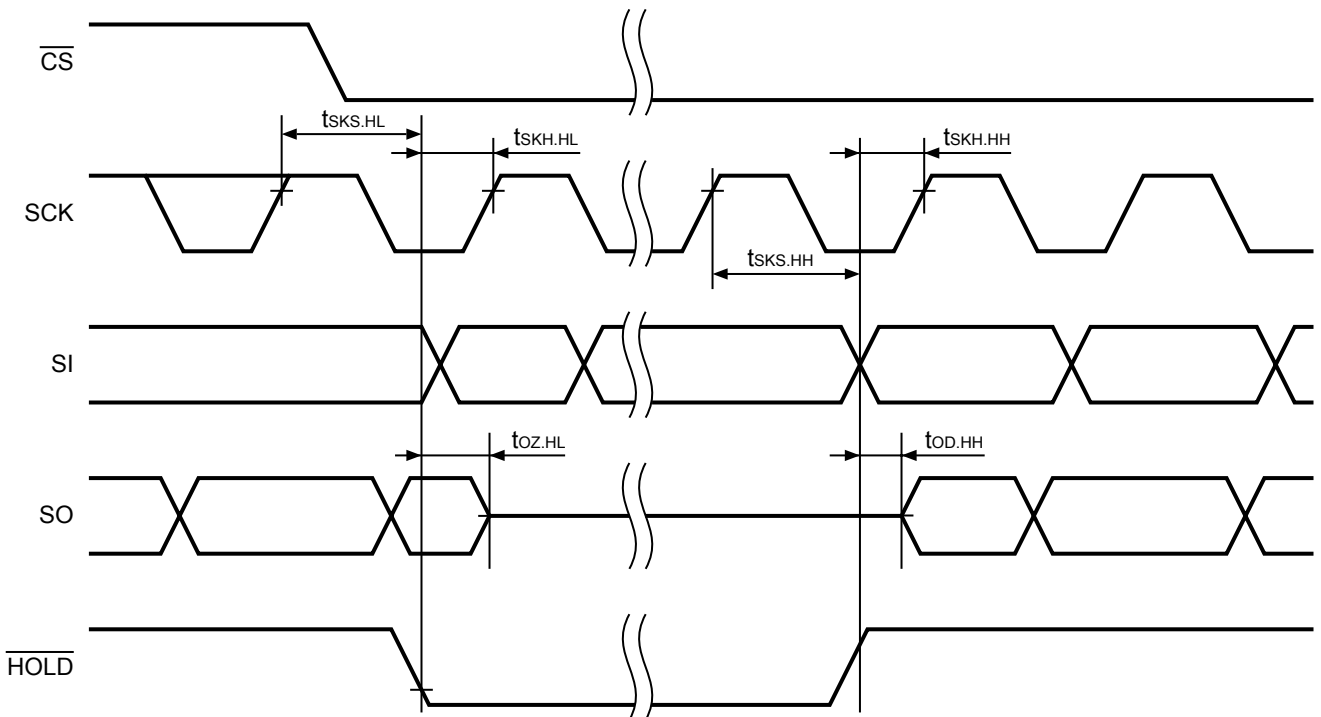 CS
tSKS.HL
tSKH.HL
tSKH.HH
SCK
tSKS.HH
SI
tOZ.HL
tOD.HH
SO
HOLD